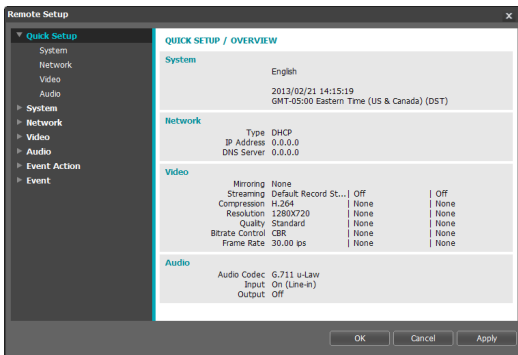 Remote Setup
x
Quick Setup
System
Network
Video
Audio
System
Network
Video
Audio
Event Action
Event
QUICK SETUP / OVERVIEW
System
English
2013/02/21 14:15:19
GMT-05:00 Eastern Time (US & Canada) (DST)
Network
Type DHCP
IP Address 0.0.0.0
DNS Server 0.0.0.0
Video
Mirroring None
Streaming Default Record St...| Off | Off
Compression H.264 | None | None
Resolution 1280X720 | None | None
Quality Standard | None | None
Bitrate Control CBR | None | None
Frame Rate 30.00 ips | None | None
Audio
Audio Codec G.711 u-Law
Input On (Line-in)
Output Off
OK Cancel Apply